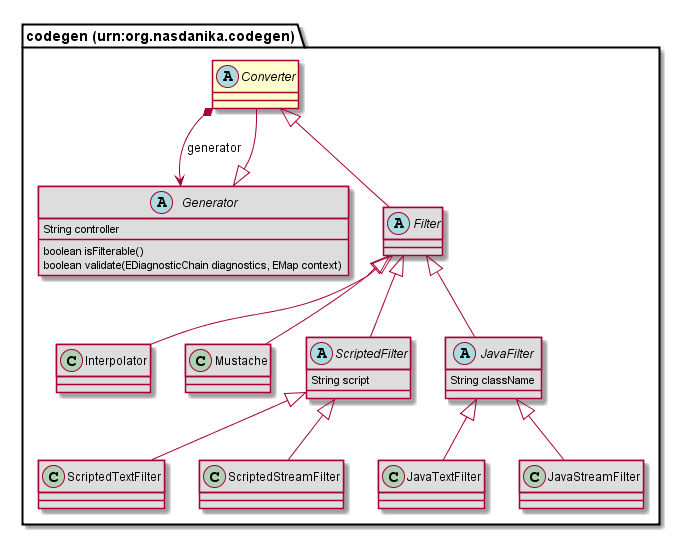 codegen (urn:org.nasdanika.codegen)
A Converter
generator
A Generator
String controller
boolean isFilterable()
boolean validate(EDiagnosticChain diagnostics, EMap context)
A Filter
C Interpolator
C Mustache
A ScriptedFilter
String script
A JavaFilter
String className
C ScriptedTextFilter
C ScriptedStreamFilter
C JavaTextFilter
C JavaStreamFilter